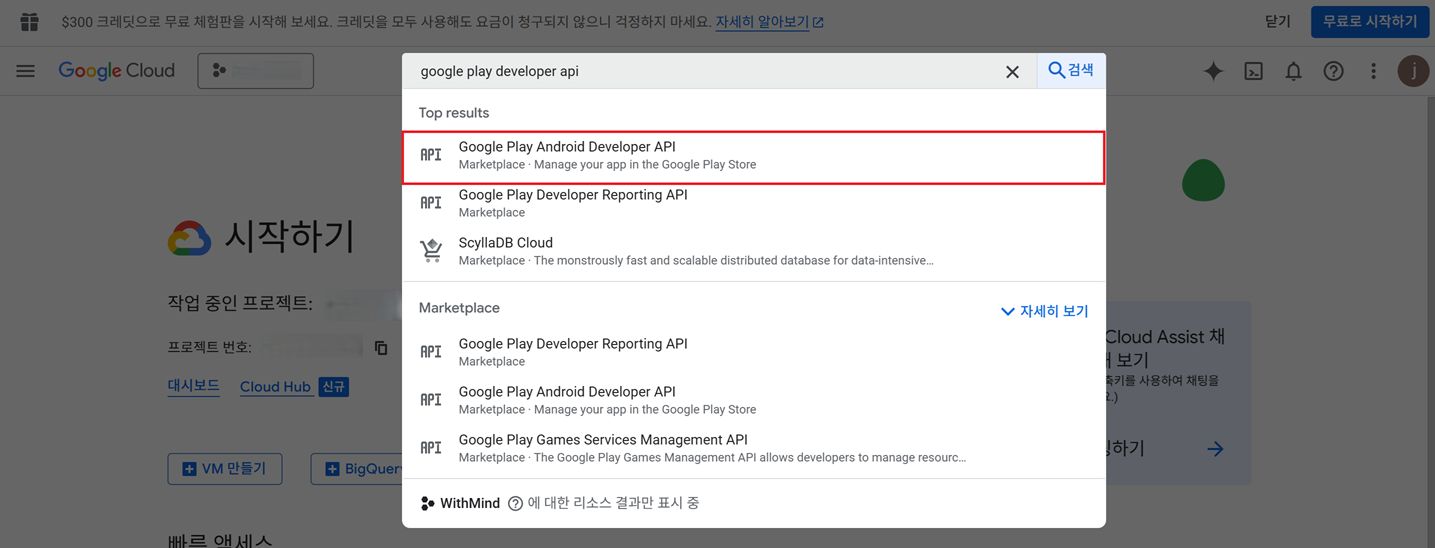 $300 크레딧으로 무료 체험판을 시작해 보세요. 크레딧을 모두 사용해도 요금이 청구되지 않으니 걱정하지 마세요. 자세히 알아보기
닫기
무료로 시작하기
Google Cloud
google play developer api
검색
j
Top results
API
Google Play Android Developer API
Marketplace · Manage your app in the Google Play Store
API
Google Play Developer Reporting API
Marketplace
ScyllaDB Cloud
Marketplace · The monstrously fast and scalable distributed database for data-intensive…
Marketplace
자세히 보기
API
Google Play Developer Reporting API
Marketplace
API
Google Play Android Developer API
Marketplace · Manage your app in the Google Play Store
API
Google Play Games Services Management API
Marketplace · The Google Play Games Management API allows developers to manage resourc…
WithMind 에 대한 리소스 결과만 표시 중
시작하기
작업 중인 프로젝트:
프로젝트 번호:
대시보드
Cloud Hub
신규
VM 만들기
BigQuery
빠른 액세스
Cloud Assist 채
보기
축키를 사용하여 채팅을
요.)
하기